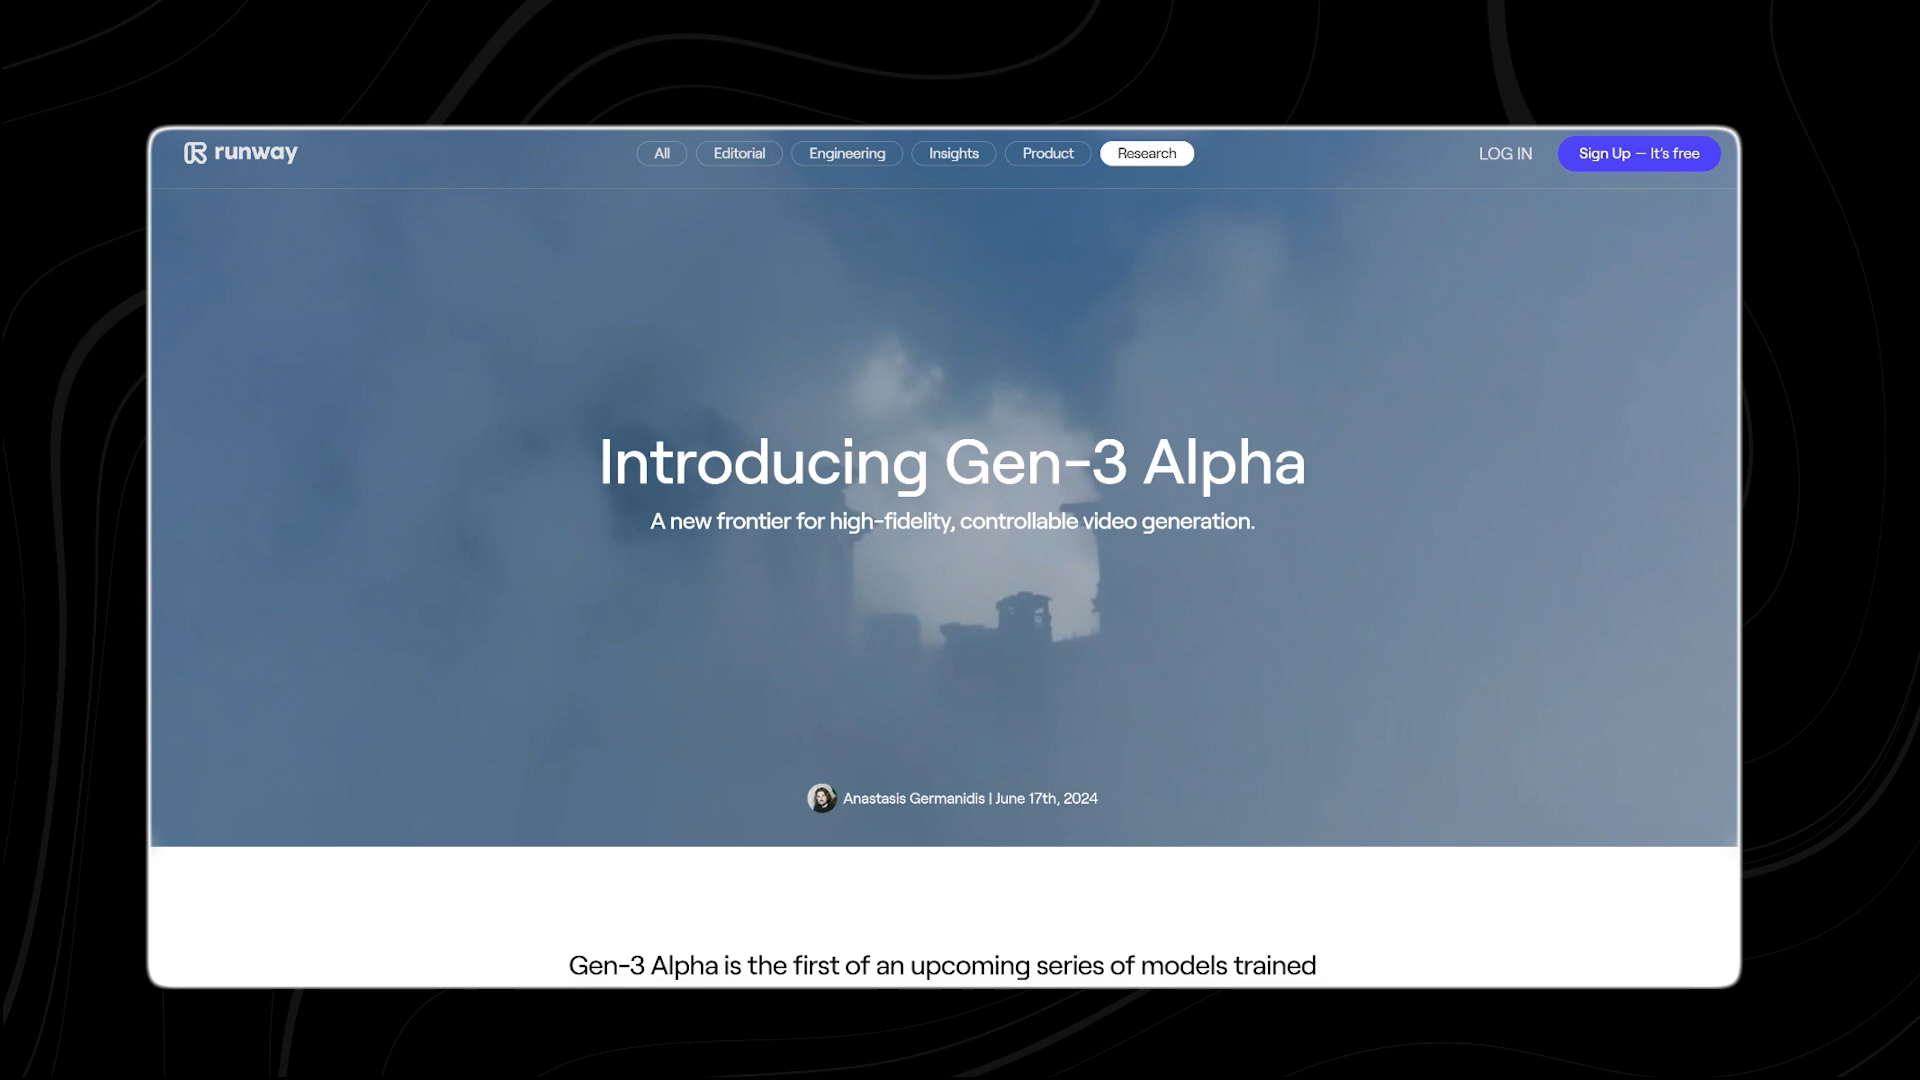 runway
All
Editorial
Engineering
Insights
Product
Research
LOG IN
Sign Up — It's free
Introducing Gen-3 Alpha
A new frontier for high-fidelity, controllable video generation.
Anastasis Germanidis | June 17th, 2024
Gen-3 Alpha is the first of an upcoming series of models trained